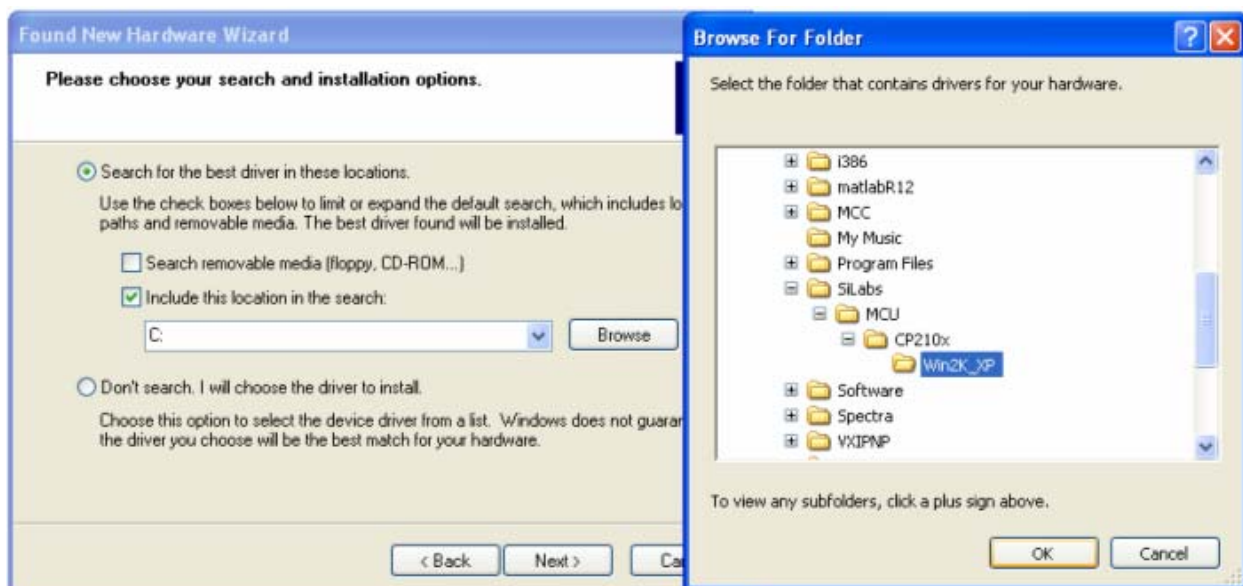 Found New Hardware Wizard
Please choose your search and installation options.
Search for the best driver in these locations.
Use the check boxes below to limit or expand the default search, which includes
paths and removable media. The best driver found will be installed.
Search removable media (floppy, CD-ROM...)
Include this location in the search:
C:
Browse
Don't search. I will choose the driver to install.
Choose this option to select the device driver from a list. Windows does not
the driver you choose will be the best match for your hardware.
< Back
Next >
Browse For Folder
Select the folder that contains drivers for your hardware.
i386
matlabR12
MCC
My Music
Program Files
SiLabs
MCU
CP210x
Win2K_XP
Software
Spectra
VXIPNP
To view any subfolders, click a plus sign above.
OK
Cancel